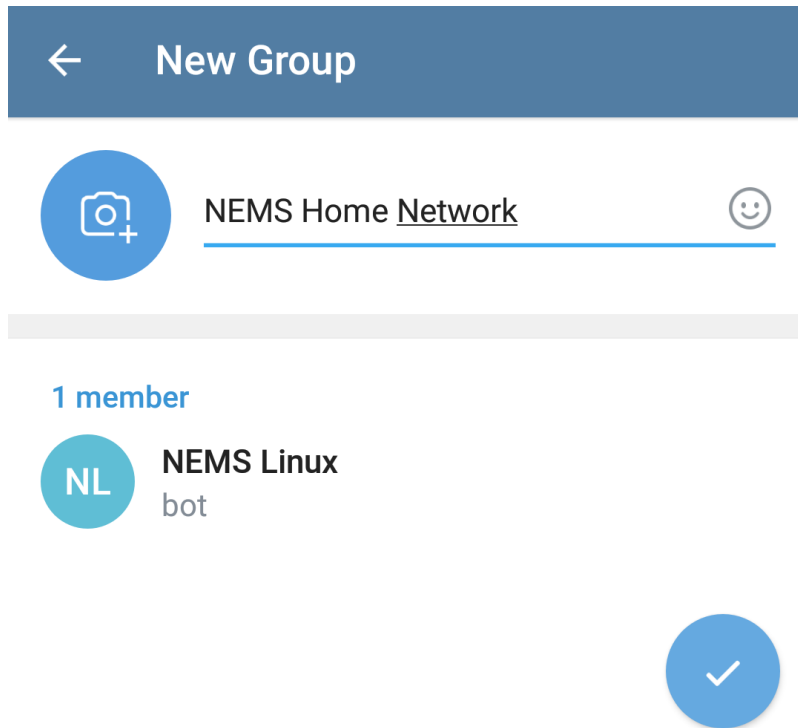 New Group
NEMS Home Network
1 member
NL
NEMS Linux
bot